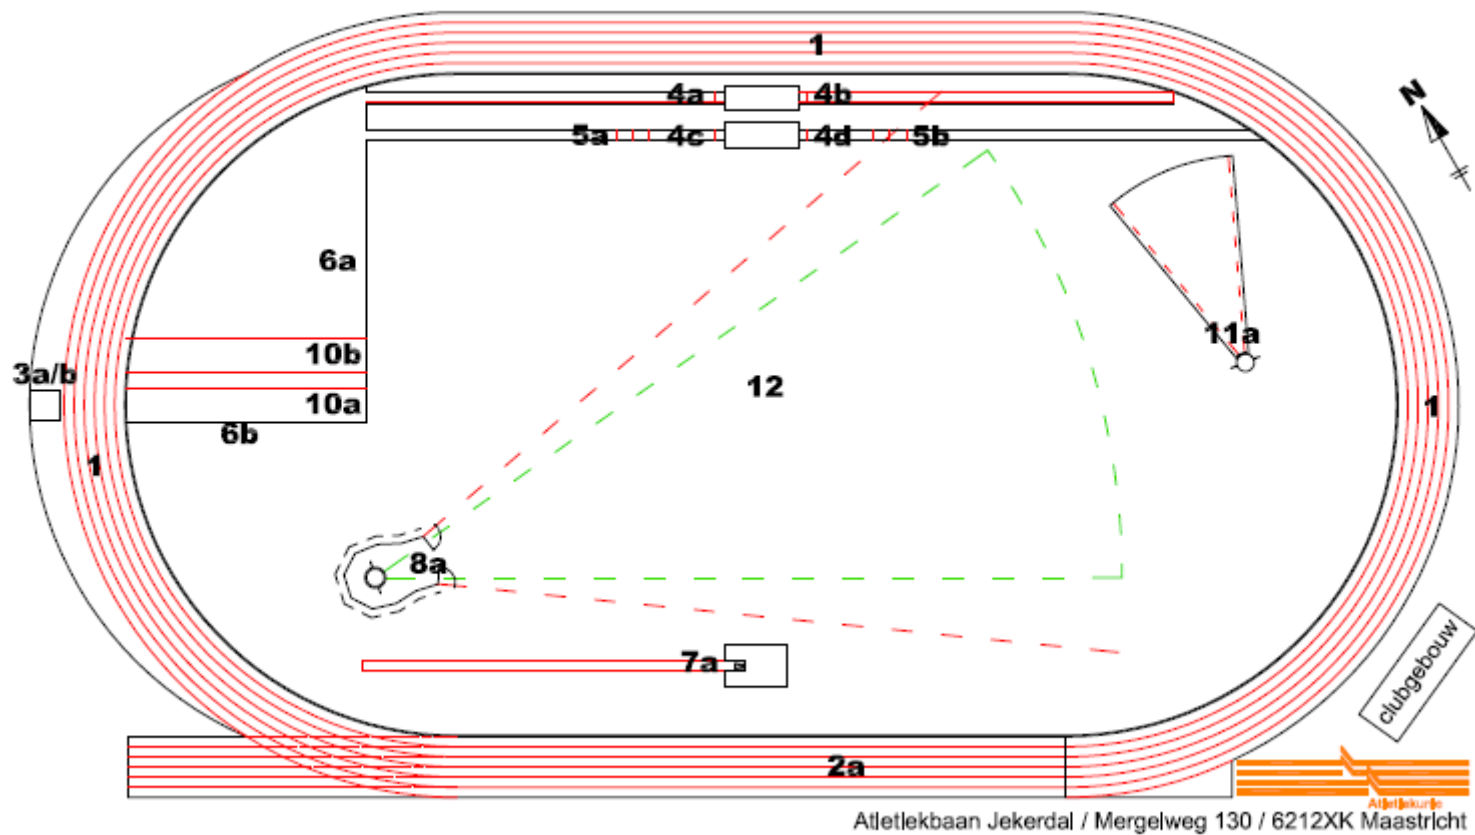 1
4a 4b
N
5a 4c 4d 5b
6a
11a
10b
3a/b
12
10a
1
6b
1
8a
clubgebouw
7a
2a
Atletiekunie
Atletiekbaan Jekerdal / Mergelweg 130 / 6212XK Maastricht